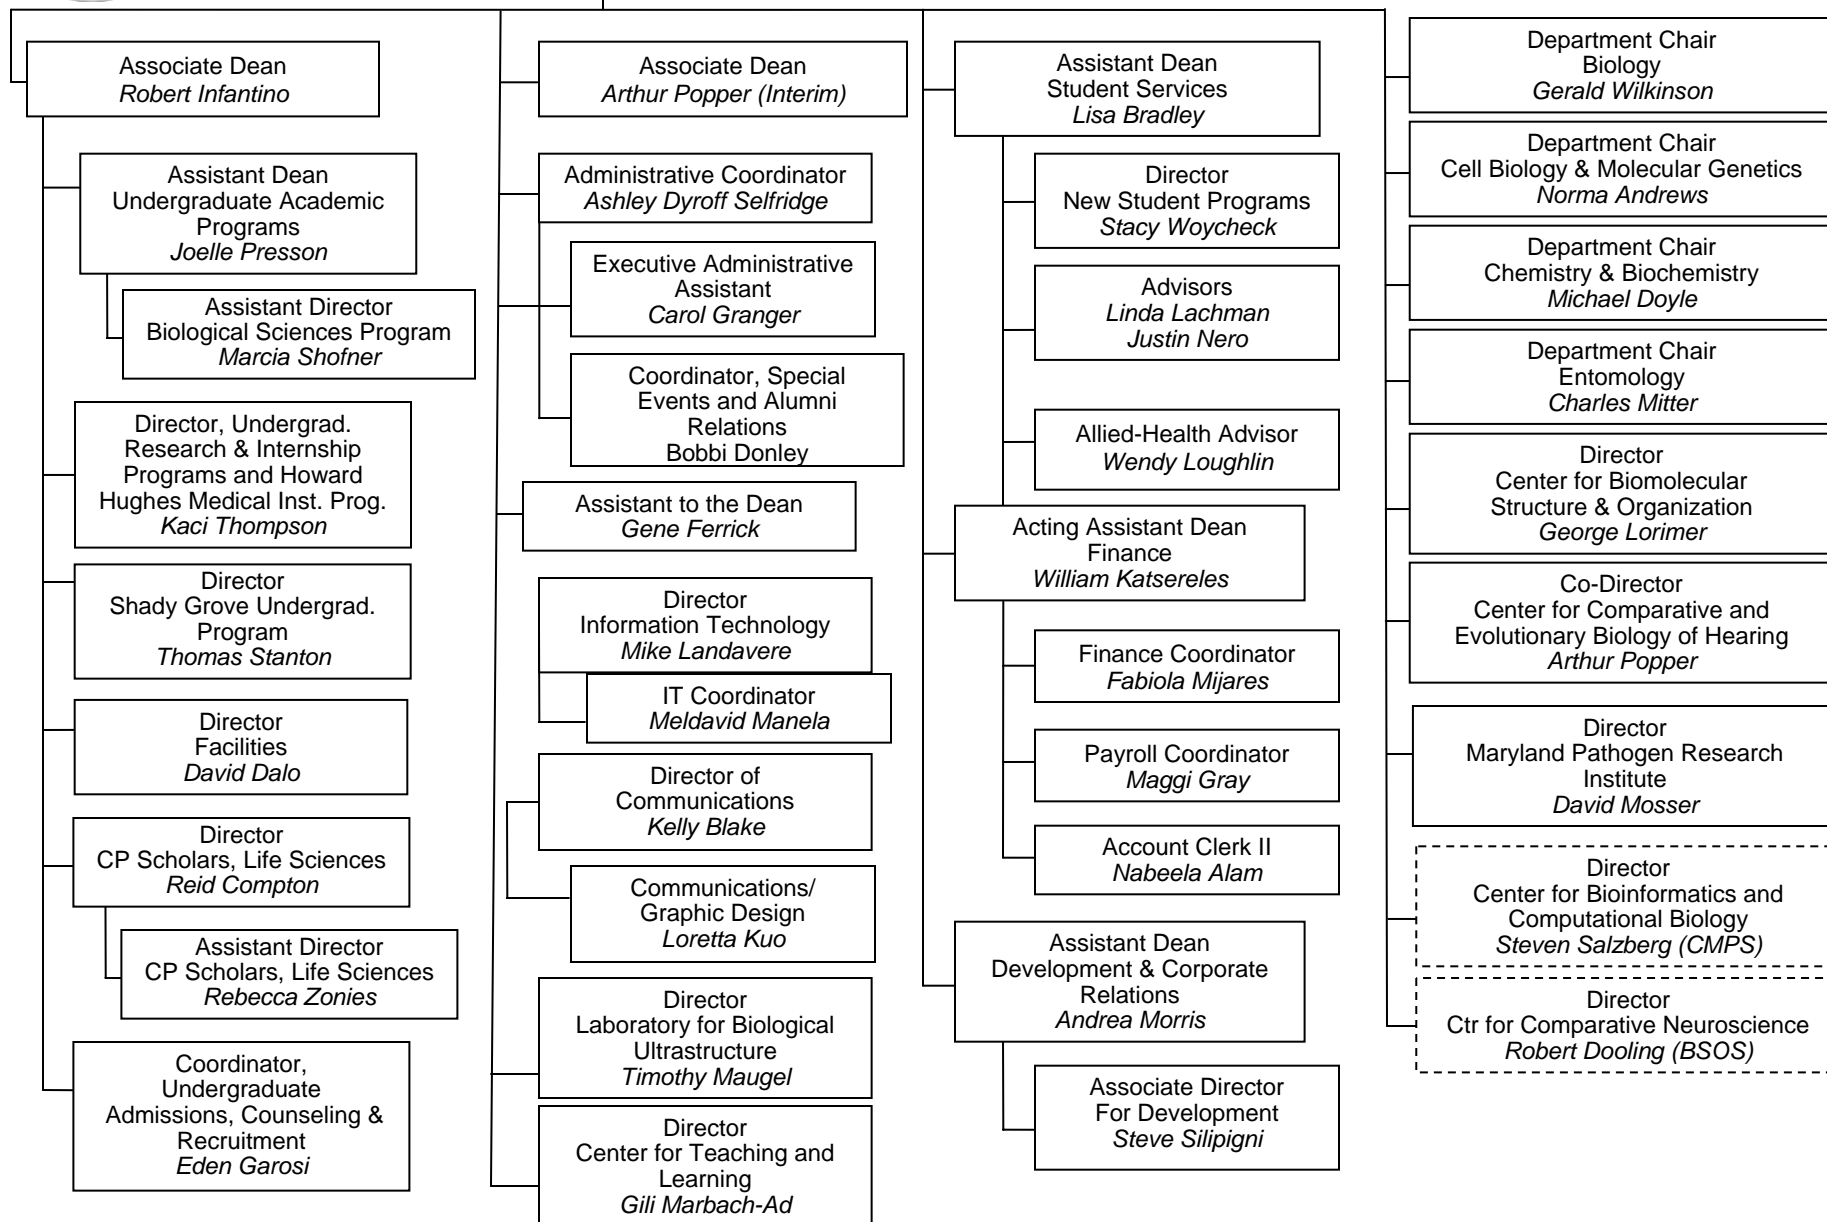 Associate Dean
Robert Infantino
Assistant Dean
Undergraduate Academic
Programs
Joelle Presson
Assistant Director
Biological Sciences Program
Marcia Shofner
Director, Undergrad.
Research & Internship
Programs and Howard
Hughes Medical Inst. Prog.
Kaci Thompson
Director
Shady Grove Undergrad.
Program
Thomas Stanton
Director
Facilities
David Dalo
Director
CP Scholars, Life Sciences
Reid Compton
Assistant Director
CP Scholars, Life Sciences
Rebecca Zonies
Coordinator,
Undergraduate
Admissions, Counseling &
Recruitment
Eden Garosi
Associate Dean
Arthur Popper (Interim)
Administrative Coordinator
Ashley Dyroff Selfridge
Executive Administrative
Assistant
Carol Granger
Coordinator, Special
Events and Alumni
Relations
Bobbi Donley
Assistant to the Dean
Gene Ferrick
Director
Information Technology
Mike Landavere
IT Coordinator
Meldavid Manela
Director of
Communications
Kelly Blake
Communications/
Graphic Design
Loretta Kuo
Director
Laboratory for Biological
Ultrastructure
Timothy Maugel
Director
Center for Teaching and
Learning
Gili Marbach-Ad
Assistant Dean
Student Services
Lisa Bradley
Director
New Student Programs
Stacy Woycheck
Advisors
Linda Lachman
Justin Nero
Allied-Health Advisor
Wendy Loughlin
Acting Assistant Dean
Finance
William Katsereles
Finance Coordinator
Fabiola Mijares
Payroll Coordinator
Maggi Gray
Account Clerk II
Nabeela Alam
Assistant Dean
Development & Corporate
Relations
Andrea Morris
Associate Director
For Development
Steve Silipigni
Department Chair
Biology
Gerald Wilkinson
Department Chair
Cell Biology & Molecular Genetics
Norma Andrews
Department Chair
Chemistry & Biochemistry
Michael Doyle
Department Chair
Entomology
Charles Mitter
Director
Center for Biomolecular
Structure & Organization
George Lorimer
Co-Director
Center for Comparative and
Evolutionary Biology of Hearing
Arthur Popper
Director
Maryland Pathogen Research
Institute
David Mosser
Director
Center for Bioinformatics and
Computational Biology
Steven Salzberg (CMPS)
Director
Ctr for Comparative Neuroscience
Robert Dooling (BSOS)